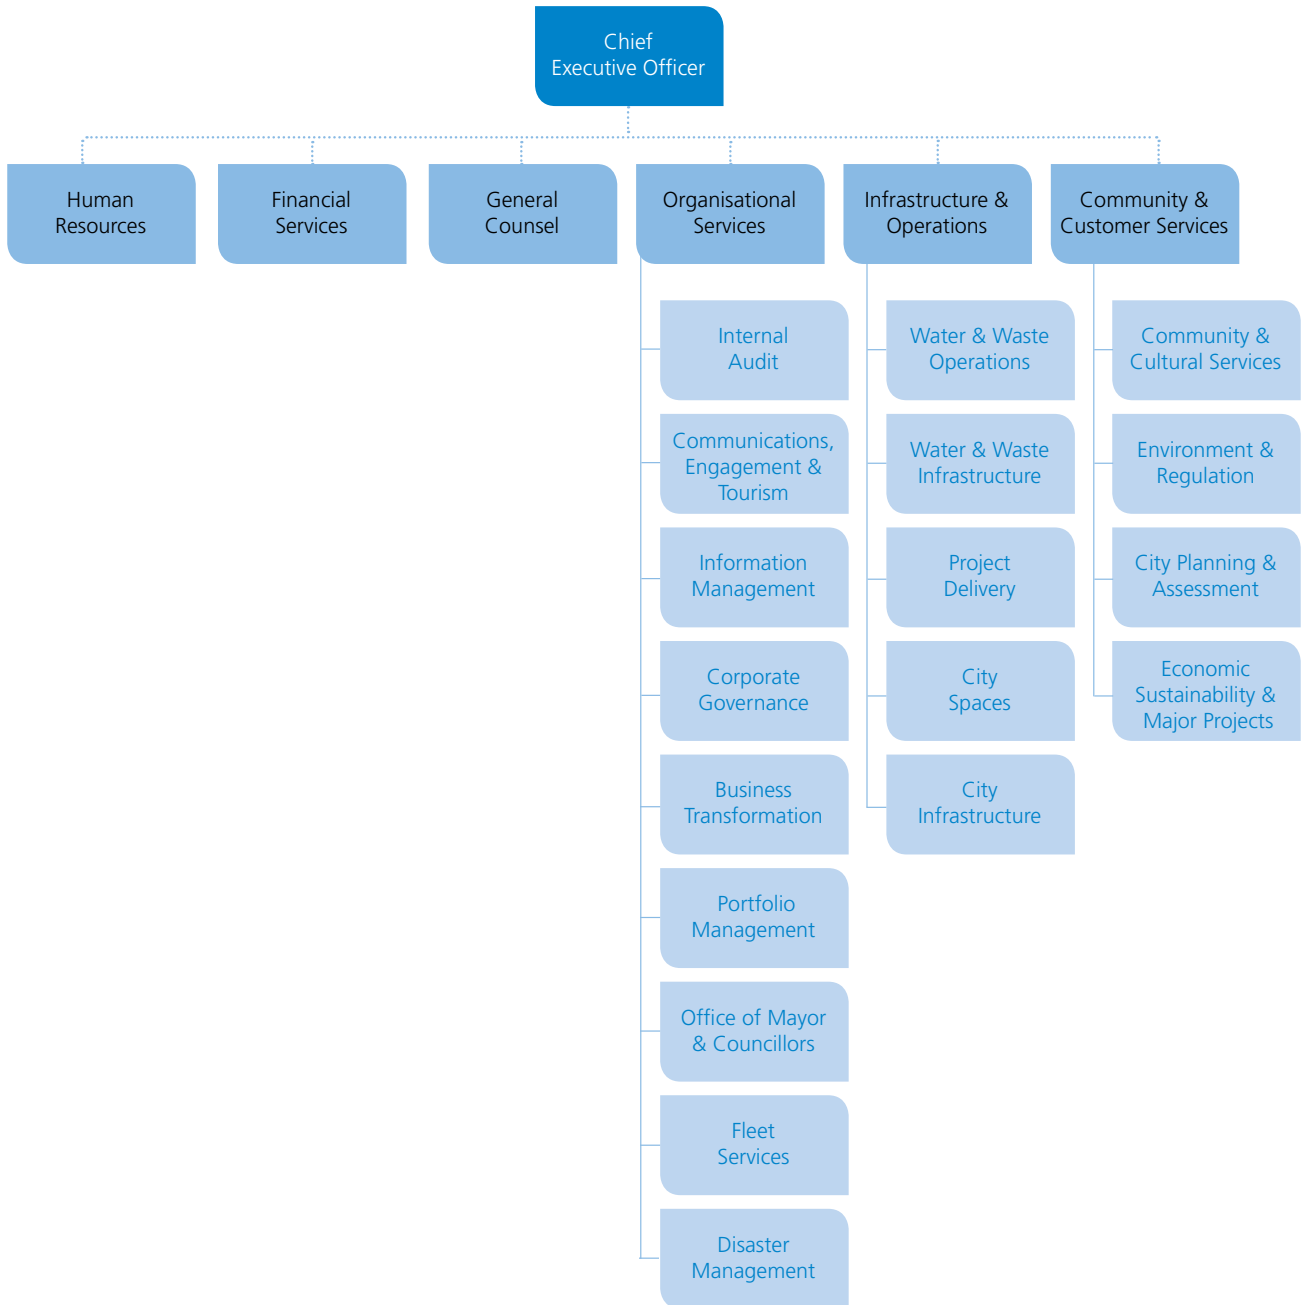 Chief
Executive Officer
Human
Resources
Financial
Services
General
Counsel
Organisational
Services
Infrastructure &
Operations
Community &
Customer Services
Internal
Audit
Communications,
Engagement &
Tourism
Information
Management
Corporate
Governance
Business
Transformation
Portfolio
Management
Office of Mayor
& Councillors
Fleet
Services
Disaster
Management
Water & Waste
Operations
Water & Waste
Infrastructure
Project
Delivery
City
Spaces
City
Infrastructure
Community &
Cultural Services
Environment &
Regulation
City Planning &
Assessment
Economic
Sustainability &
Major Projects